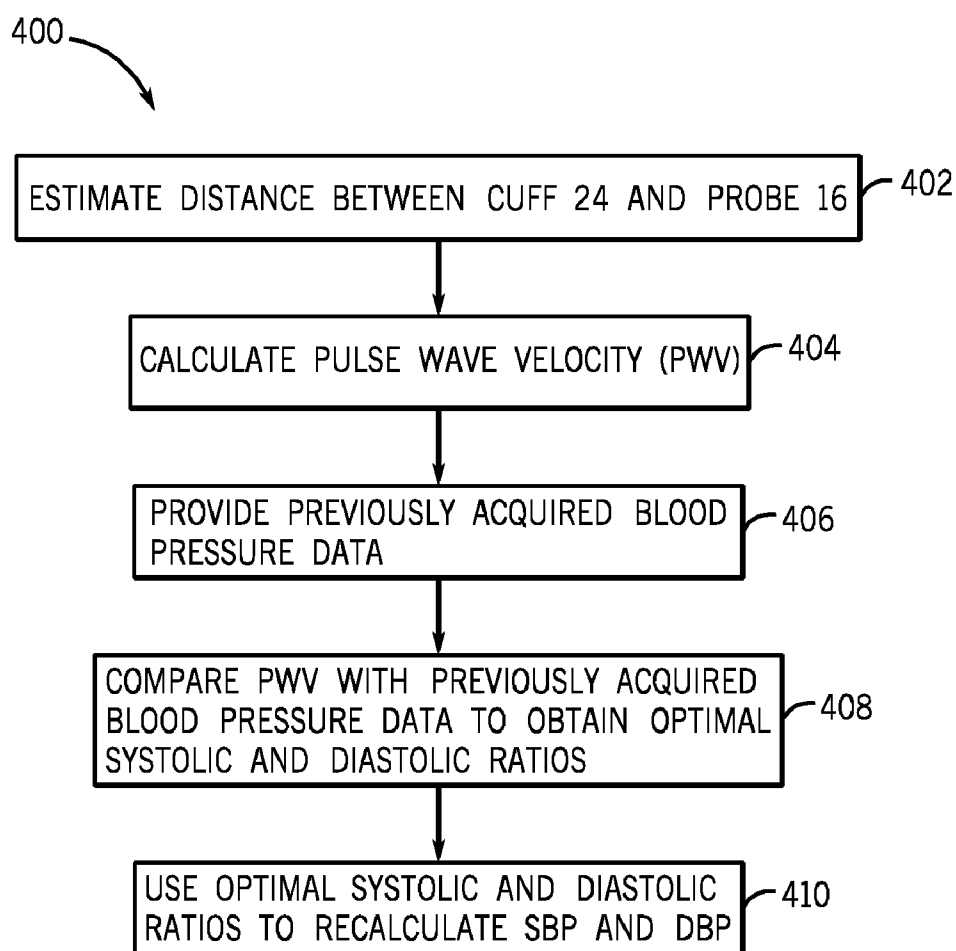 400
ESTIMATE DISTANCE BETWEEN CUFF 24 AND PROBE 16
402
CALCULATE PULSE WAVE VELOCITY (PWV)
404
PROVIDE PREVIOUSLY ACQUIRED BLOOD
PRESSURE DATA
406
COMPARE PWV WITH PREVIOUSLY ACQUIRED
BLOOD PRESSURE DATA TO OBTAIN OPTIMAL
SYSTOLIC AND DIASTOLIC RATIOS
408
USE OPTIMAL SYSTOLIC AND DIASTOLIC
RATIOS TO RECALCULATE SBP AND DBP
410